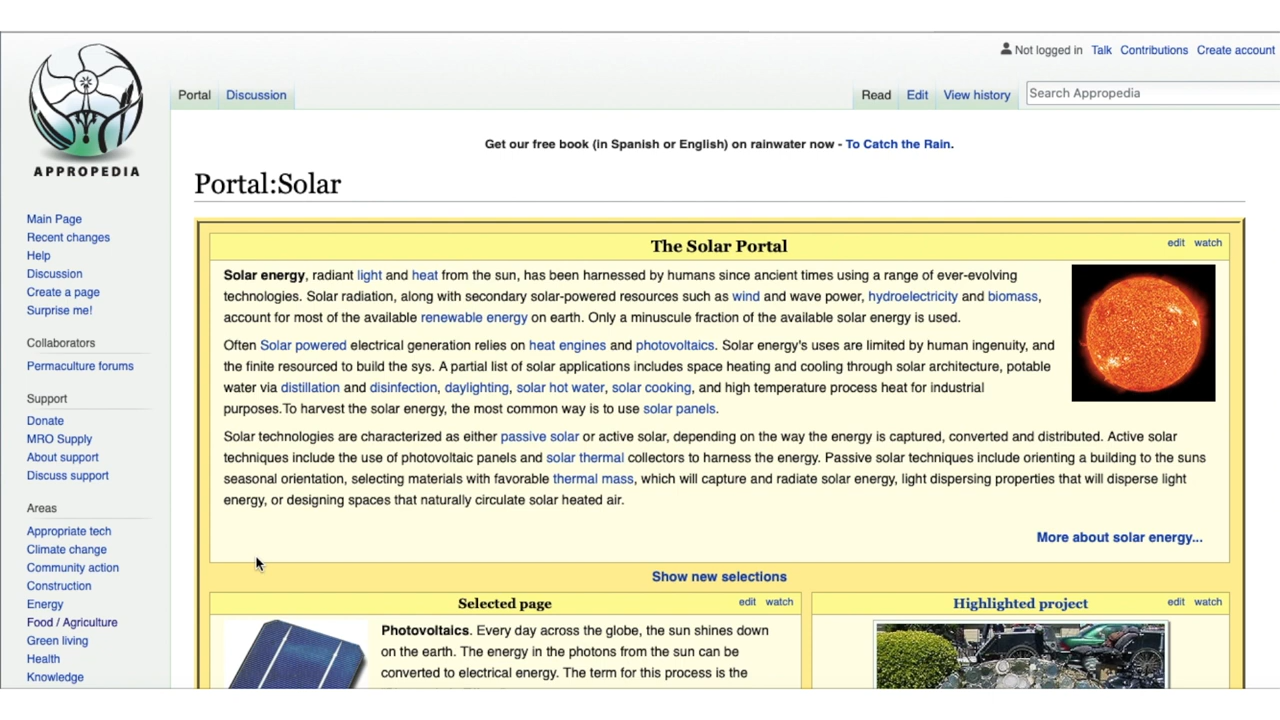 Not logged in Talk Contributions Create account
Portal Discussion Read Edit View history Search Appropedia
APPROPEDIA
Get our free book (in Spanish or English) on rainwater now - To Catch the Rain.
Portal:Solar
Main Page
Recent changes
Help
Discussion
Create a page
Surprise me!
Collaborators
Permaculture forums
Support
Donate
MRO Supply
About support
Discuss support
Areas
Appropriate tech
Climate change
Community action
Construction
Energy
Food / Agriculture
Green living
Health
Knowledge
The Solar Portal edit watch
Solar energy, radiant light and heat from the sun, has been harnessed by humans since ancient times using a range of ever-evolving
technologies. Solar radiation, along with secondary solar-powered resources such as wind and wave power, hydroelectricity and biomass,
account for most of the available renewable energy on earth. Only a minuscule fraction of the available solar energy is used.
Often Solar powered electrical generation relies on heat engines and photovoltaics. Solar energy's uses are limited by human ingenuity, and
the finite resourced to build the sys. A partial list of solar applications includes space heating and cooling through solar architecture, potable
water via distillation and disinfection, daylighting, solar hot water, solar cooking, and high temperature process heat for industrial
purposes.To harvest the solar energy, the most common way is to use solar panels.
Solar technologies are characterized as either passive solar or active solar, depending on the way the energy is captured, converted and distributed. Active solar
techniques include the use of photovoltaic panels and solar thermal collectors to harness the energy. Passive solar techniques include orienting a building to the suns
seasonal orientation, selecting materials with favorable thermal mass, which will capture and radiate solar energy, light dispersing properties that will disperse light
energy, or designing spaces that naturally circulate solar heated air.
More about solar energy...
Show new selections
Selected page edit watch
Photovoltaics. Every day across the globe, the sun shines down
on the earth. The energy in the photons from the sun can be
converted to electrical energy. The term for this process is the
Highlighted project edit watch